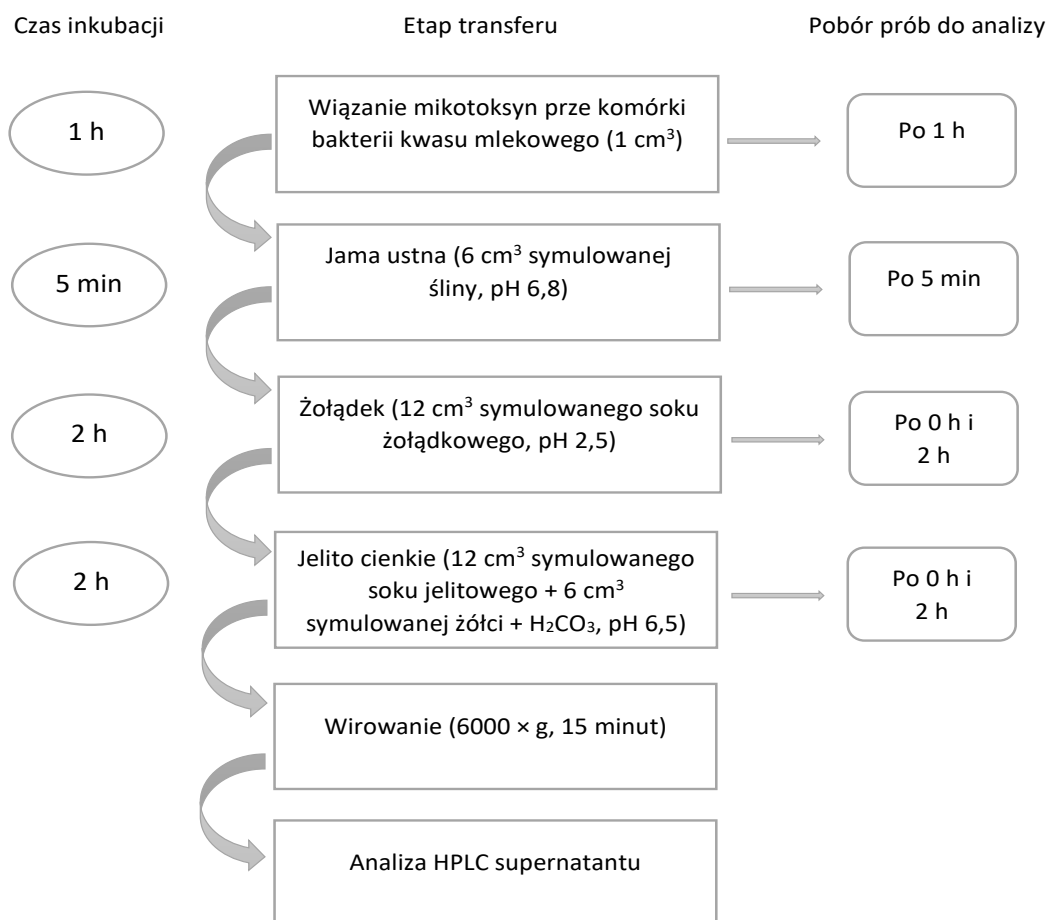 Czas inkubacji
Etap transferu
Pobór prób do analizy
1 h
Wiązanie mikotoksyn prze komórki
bakterii kwasu mlekowego (1 cm³)
Po 1 h
5 min
Jama ustna (6 cm³ symulowanej
śliny, pH 6,8)
Po 5 min
2 h
Żołądek (12 cm³ symulowanego soku
żołądkowego, pH 2,5)
Po 0 h i
2 h
2 h
Jelito cienkie (12 cm³ symulowanego
soku jelitowego + 6 cm³
symulowanej żółci + H₂CO₃, pH 6,5)
Po 0 h i
2 h
Wirowanie (6000 × g, 15 minut)
Analiza HPLC supernatantu